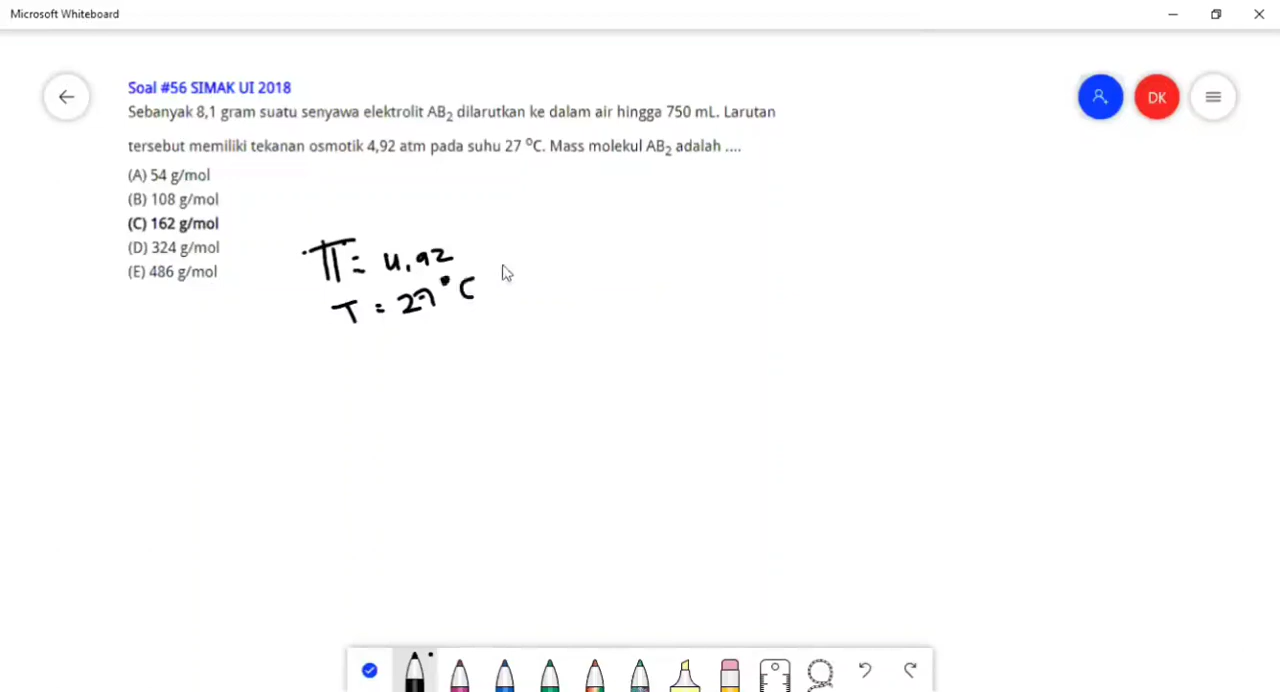 Microsoft Whiteboard
Soal #56 SIMAK UI 2018
DK
Sebanyak 8,1 gram suatu senyawa elektrolit AB₂ dilarutkan ke dalam air hingga 750 mL. Larutan
tersebut memiliki tekanan osmotik 4,92 atm pada suhu 27 ⁰C. Mass molekul AB₂ adalah ....
(A) 54 g/mol
(B) 108 g/mol
(C) 162 g/mol
(D) 324 g/mol
(E) 486 g/mol
π = 4,92
T = 27°C